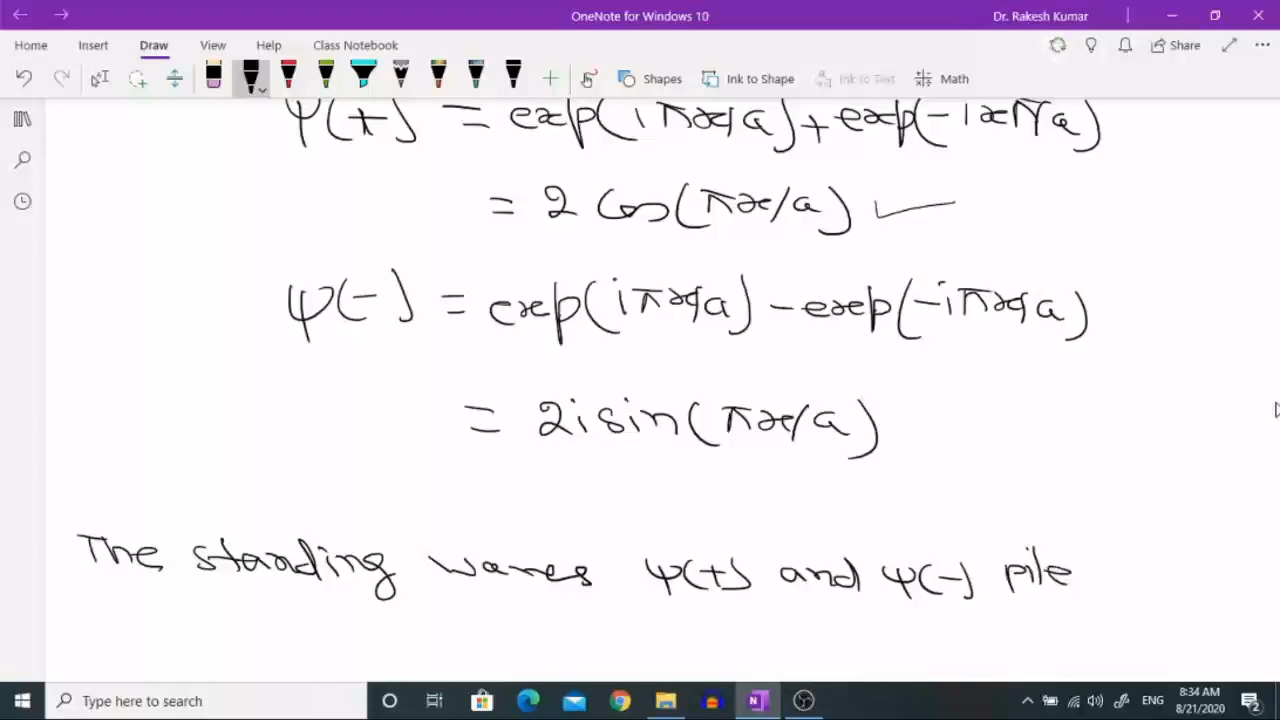 OneNote for Windows 10
Dr. Rakesh Kumar
Home Insert Draw View Help Class Notebook
Share
Shapes Ink to Shape Ink to Text Math
ψ(+) = exp(iπx/a) + exp(-ixπ/a)
= 2 cos(πx/a) ✓
ψ(-) = exp(iπx/a) - exp(-iπx/a)
= 2i sin(πx/a)
The standing waves ψ(+) and ψ(-) pile
Type here to search
ENG
8:34 AM
8/21/2020
2